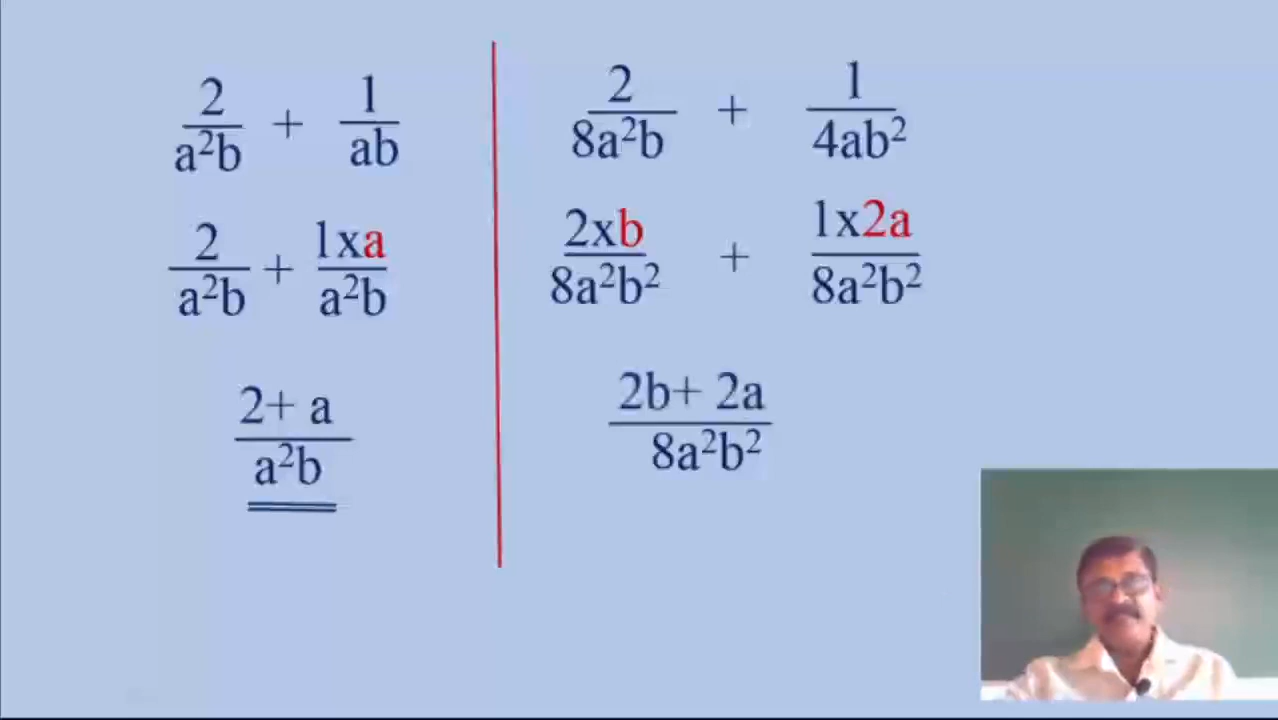 2/a²b + 1/ab
2/a²b + 1xa/a²b
2+ a/a²b
2/8a²b + 1/4ab²
2xb/8a²b² + 1x2a/8a²b²
2b+ 2a/8a²b²